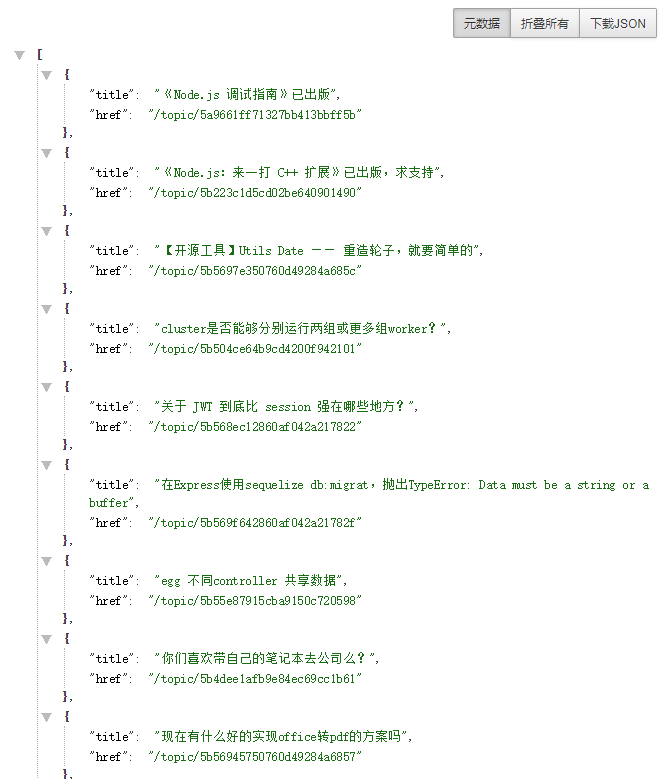 元数据 折叠所有 下载JSON
[
{
"title": "《Node.js 调试指南》已出版",
"href": "/topic/5a9661ff71327bb413bbff5b"
},
{
"title": "《Node.js：来一打 C++ 扩展》已出版，求支持",
"href": "/topic/5b223c1d5cd02be640901490"
},
{
"title": "【开源工具】Utils Date —— 重造轮子，就要简单的",
"href": "/topic/5b5697e350760d49284a685c"
},
{
"title": "cluster是否能够分别运行两组或更多组worker？",
"href": "/topic/5b504ce64b9cd4200f942101"
},
{
"title": "关于 JWT 到底比 session 强在哪些地方？",
"href": "/topic/5b568ec12860af042a217822"
},
{
"title": "在Express使用sequelize db:migrat，抛出TypeError: Data must be a string or a
buffer",
"href": "/topic/5b569f642860af042a21782f"
},
{
"title": "egg 不同controller 共享数据",
"href": "/topic/5b55e87915cba9150c720598"
},
{
"title": "你们喜欢带自己的笔记本去公司么？",
"href": "/topic/5b4dee1afb9e84ec69cc1b61"
},
{
"title": "现在有什么好的实现office转pdf的方案吗",
"href": "/topic/5b56945750760d49284a6857"
},